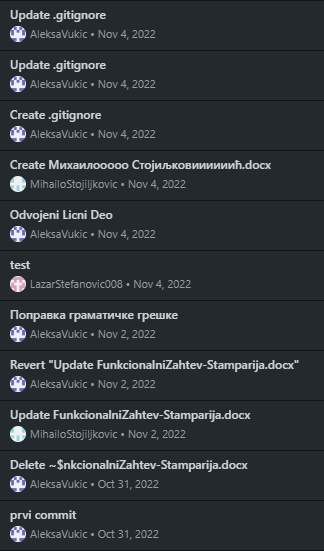 Update .gitignore
AleksaVukic • Nov 4, 2022
Update .gitignore
AleksaVukic • Nov 4, 2022
Create .gitignore
AleksaVukic • Nov 4, 2022
Create Михаилооооо Стојиљковиииииић.docx
MihailoStojiljkovic • Nov 4, 2022
Odvojeni Licni Deo
AleksaVukic • Nov 4, 2022
test
LazarStefanovic008 • Nov 4, 2022
Поправка граматичке грешке
AleksaVukic • Nov 2, 2022
Revert "Update FunkcionalniZahtev-Stamparija.docx"
AleksaVukic • Nov 2, 2022
Update FunkcionalniZahtev-Stamparija.docx
MihailoStojiljkovic • Nov 2, 2022
Delete ~$nkcionalniZahtev-Stamparija.docx
AleksaVukic • Oct 31, 2022
prvi commit
AleksaVukic • Oct 31, 2022